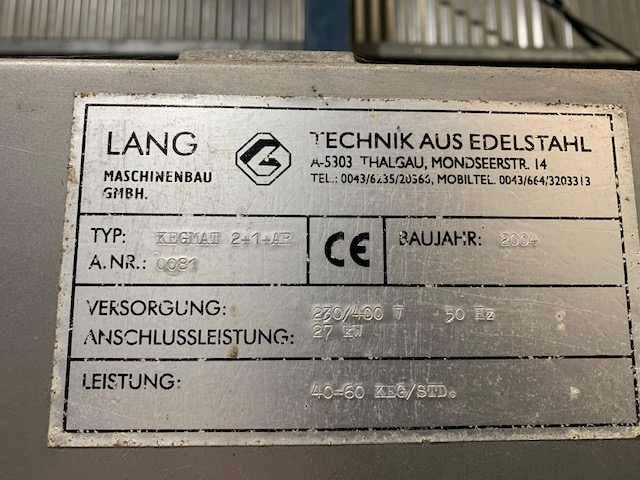 LANG
MASCHINENBAU
GMBH.
TECHNIK AUS EDELSTAHL
A-5303 THALGAU, MONDSEERSTR. 14
TEL.: 0043/6235/20566, MOBILTEL. 0043/664/3203313
TYP: KEGMAT 2+1+AR
A.NR.: 0081
CE
BAUJAHR: 2004
VERSORGUNG: 230/400 V 50 Hz
ANSCHLUSSLEISTUNG: 27 kW
LEISTUNG: 40=60 KEG/STD.